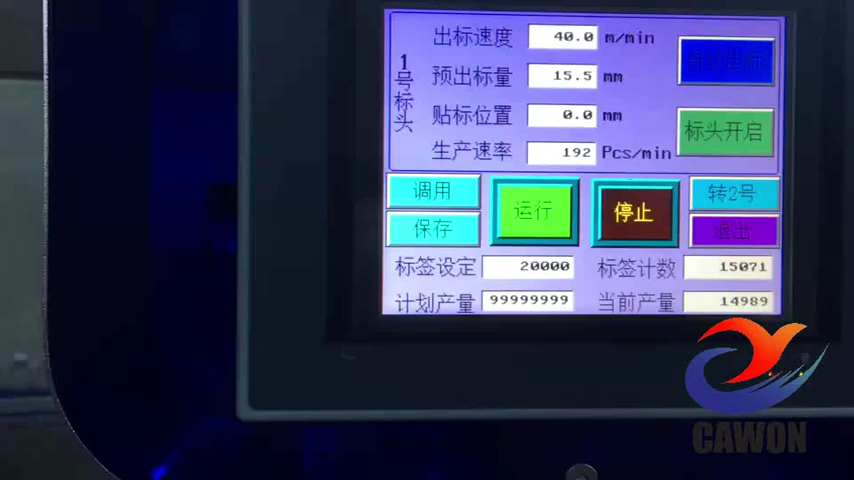 出标速度 40.0 m/min
1号标头
预出标量 15.5 mm
贴标位置 0.0 mm
标头开启
生产速率 192 Pcs/min
调用
运行
停止
转2号
保存
退出
标签设定 20000 标签计数 15071
计划产量 99999999 当前产量 14989
CAWON